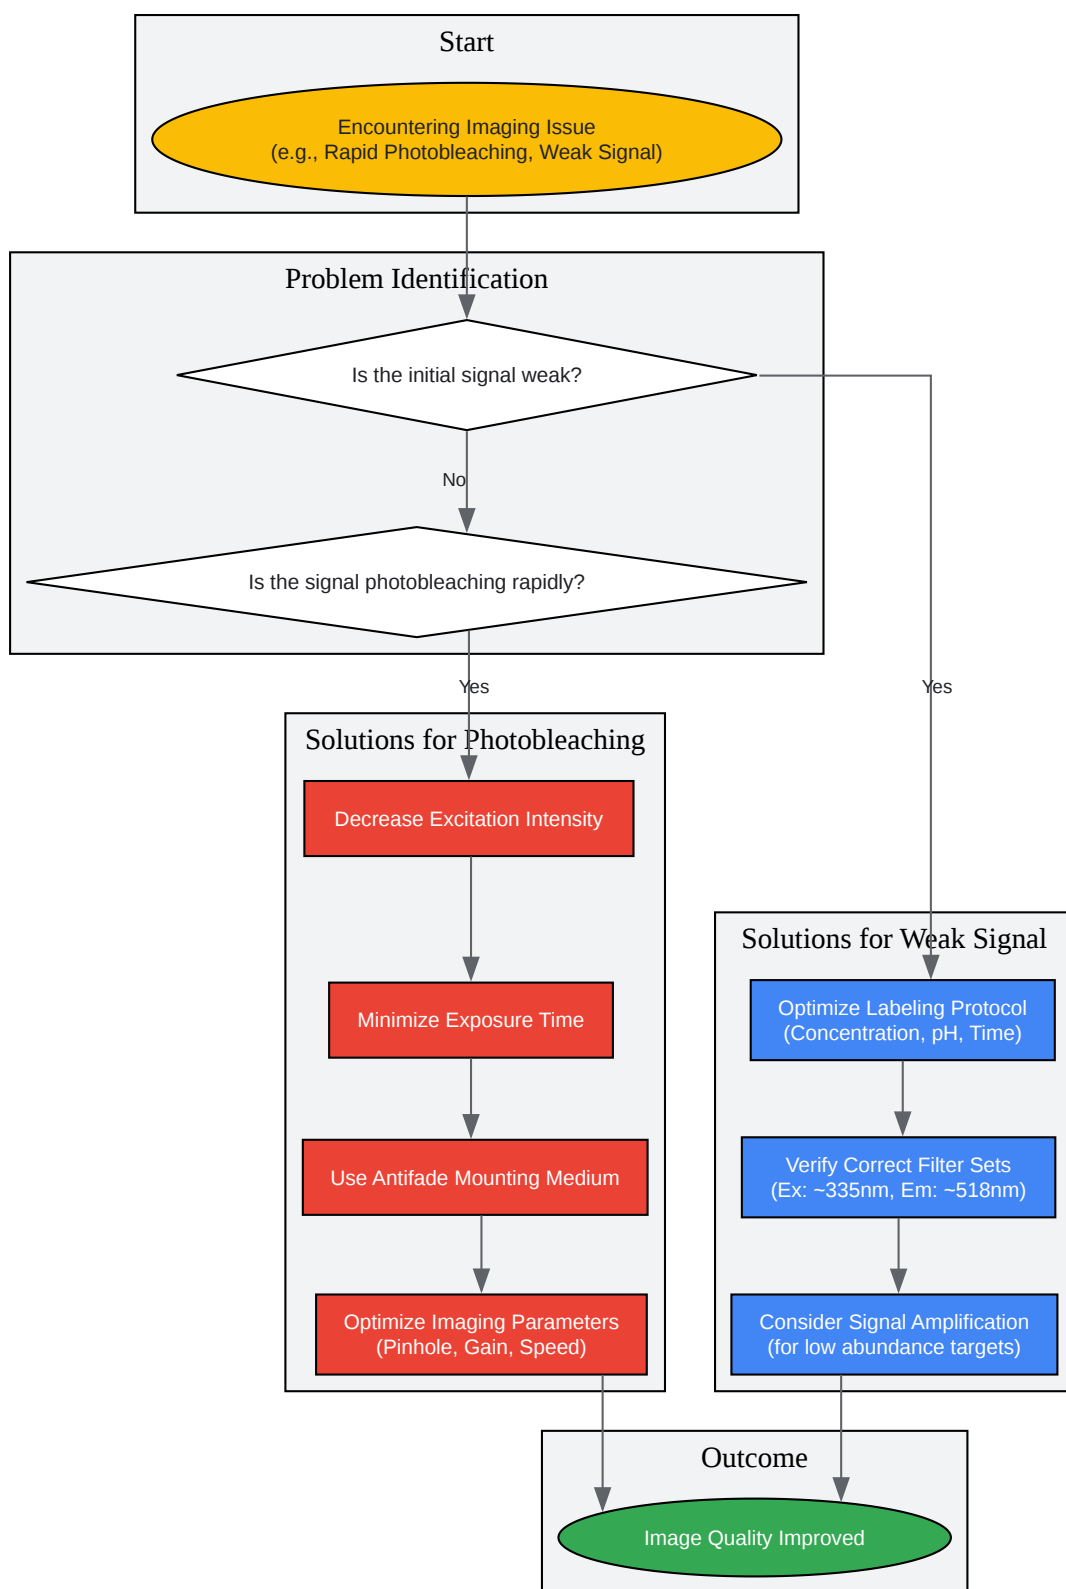 Start
Encountering Imaging Issue
(e.g., Rapid Photobleaching, Weak Signal)
Problem Identification
Is the initial signal weak?
No
Is the signal photobleaching rapidly?
Yes
Yes
Solutions for Photobleaching
Decrease Excitation Intensity
Minimize Exposure Time
Use Antifade Mounting Medium
Optimize Imaging Parameters
(Pinhole, Gain, Speed)
Solutions for Weak Signal
Optimize Labeling Protocol
(Concentration, pH, Time)
Verify Correct Filter Sets
(Ex: ~335nm, Em: ~518nm)
Consider Signal Amplification
(for low abundance targets)
Outcome
Image Quality Improved